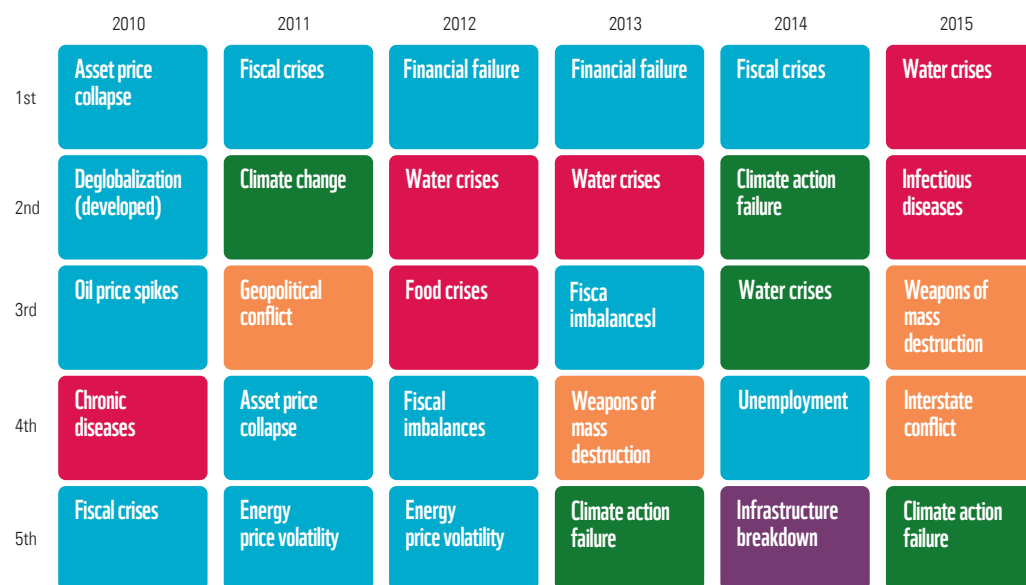 2010 2011 2012 2013 2014 2015
1st
Asset price
collapse
Fiscal crises
Financial failure
Financial failure
Fiscal crises
Water crises
2nd
Deglobalization
(developed)
Climate change
Water crises
Water crises
Climate action
failure
Infectious
diseases
3rd
Oil price spikes
Geopolitical
conflict
Food crises
Fisca
imbalancesl
Water crises
Weapons of
mass
destruction
4th
Chronic
diseases
Asset price
collapse
Fiscal
imbalances
Weapons of
mass
destruction
Unemployment
Interstate
conflict
5th
Fiscal crises
Energy
price volatility
Energy
price volatility
Climate action
failure
Infrastructure
breakdown
Climate action
failure